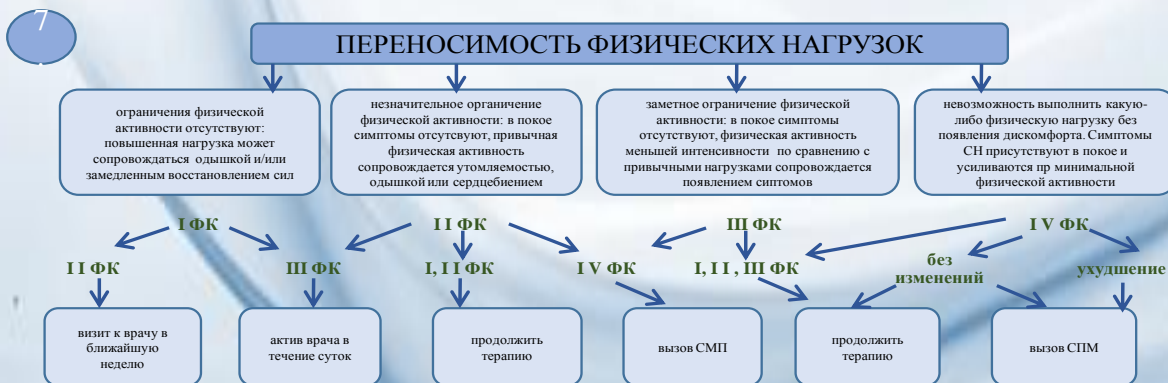 7
ПЕРЕНОСИМОСТЬ ФИЗИЧЕСКИХ НАГРУЗОК
ограничения физической
активности отсутствуют:
повышенная нагрузка может
сопровождаться одышкой и/или
замедленным восстановлением сил
незначительное органичение
физической активности: в покое
симптомы отсутсвуют, привычная
физическая активность
сопровождается утомляемостью,
одышкой или сердцебиением
заметное ограничение физической
активности: в покое симптомы
отсутствуют, физическая активность
меньшей интенсивности по сравнению с
привычными нагрузками сопровождается
появлением сиптомов
невозможность выполнить какую-
либо физическую нагрузку без
появления дискомфорта. Симптомы
СН присутствуют в покое и
усиливаются пр минимальной
физической активности
I ФК
I I ФК
III ФК
I V ФК
I I ФК
III ФК
I, I I ФК
I V ФК
I, I I , III ФК
без
изменений
ухудшение
визит к врачу в
ближайшую
неделю
актив врача в
течение суток
продолжить
терапию
вызов СМП
продолжить
терапию
вызов СПМ